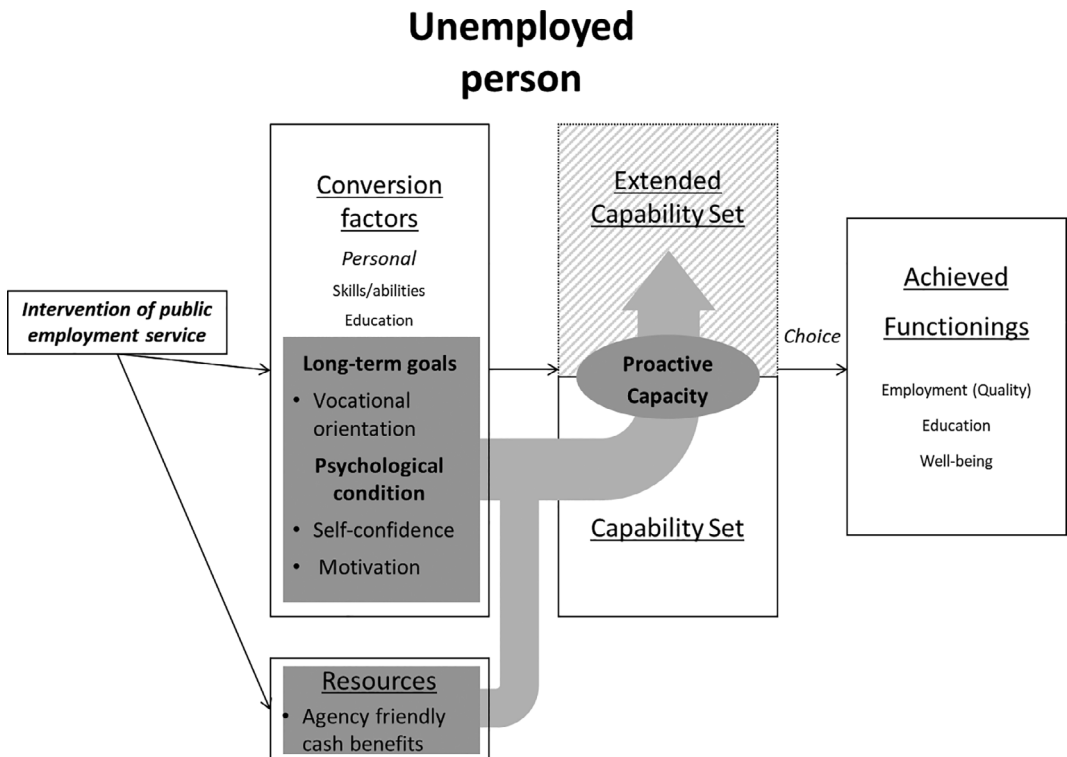 Unemployed
person
Intervention of public
employment service
Conversion
factors
Personal
Skills/abilities
Education
Long-term goals
• Vocational
orientation
Psychological
condition
• Self-confidence
• Motivation
Resources
• Agency friendly
cash benefits
Extended
Capability Set
Proactive
Capacity
Capability Set
Choice
Achieved
Functionings
Employment (Quality)
Education
Well-being